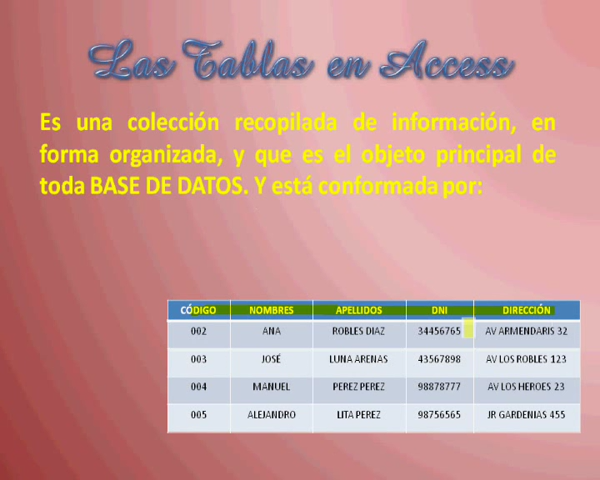 Las Tablas en Access
Es una colección recopilada de información, en
forma organizada, y que es el objeto principal de
toda BASE DE DATOS. Y está conformada por:
CÓDIGO NOMBRES APELLIDOS DNI DIRECCIÓN
002 ANA ROBLES DIAZ 34456765 AV ARMENDARIS 32
003 JOSÉ LUNA ARENAS 43567898 AV LOS ROBLES 123
004 MANUEL PEREZ PEREZ 98878777 AV LOS HEROES 23
005 ALEJANDRO LITA PEREZ 98756565 JR GARDENIAS 455